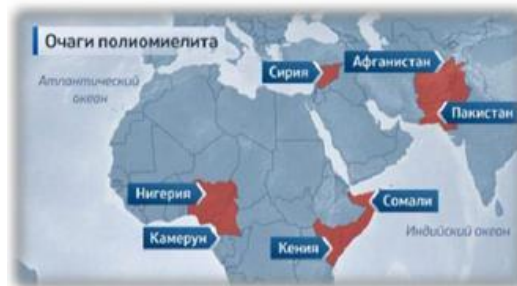 Очаги полиомиелита
Атлантический
океан
Сирия
Афганистан
Пакистан
Нигерия
Сомали
Камерун
Кения
Индийский океан